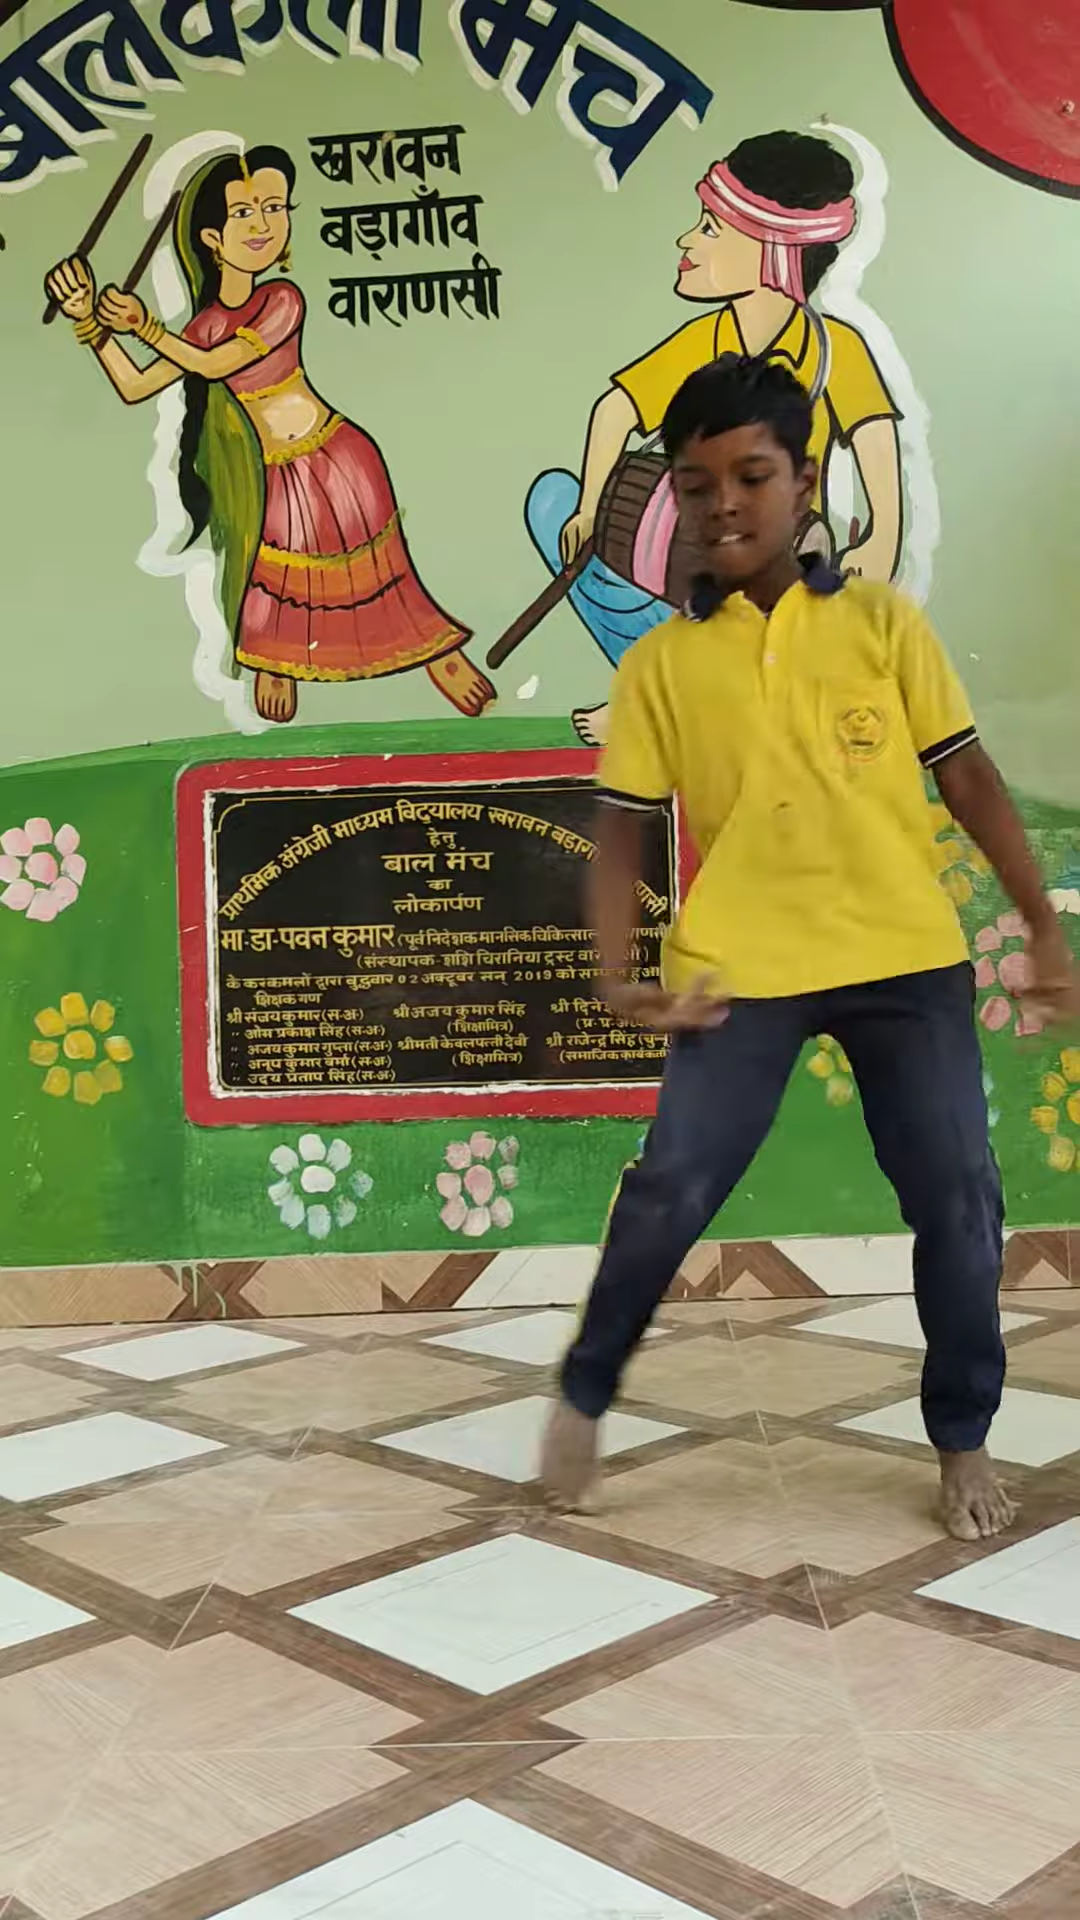 बालकला मंच
खरावन
बड़ागाँव
वाराणसी
प्राथमिक अंग्रेजी माध्यम विद्यालय खरावन बड़ाग
णसी
हेतु
बाल मंच
का
लोकार्पण
मा-डा-पवन कुमार (पूर्व निदेशक मानसिक चिकित्साल
(संस्थापक-शशि चिरानिया ट्रस्ट वा
के करकमलों द्वारा बुद्धवार 02 अक्टूबर सन् 2019 को सम्पन्न हुआ
शिक्षक गण
श्री संजय कुमार (स-अ-) श्री अजय कुमार सिंह श्री दिने
" ओम प्रकाश सिंह (स-अ-) (शिक्षामित्र) (प्र-प्र-अ
" अजय कुमार गुप्ता (स-अ-) श्रीमती केवलपत्ती देवी श्री राजेन्द्र सिंह (चुन्नू
" अनूप कुमार वर्मा (स-अ-) (शिक्षामित्र) (समाजिक कार्यकर्ता
" उदय प्रताप सिंह (स-अ-)